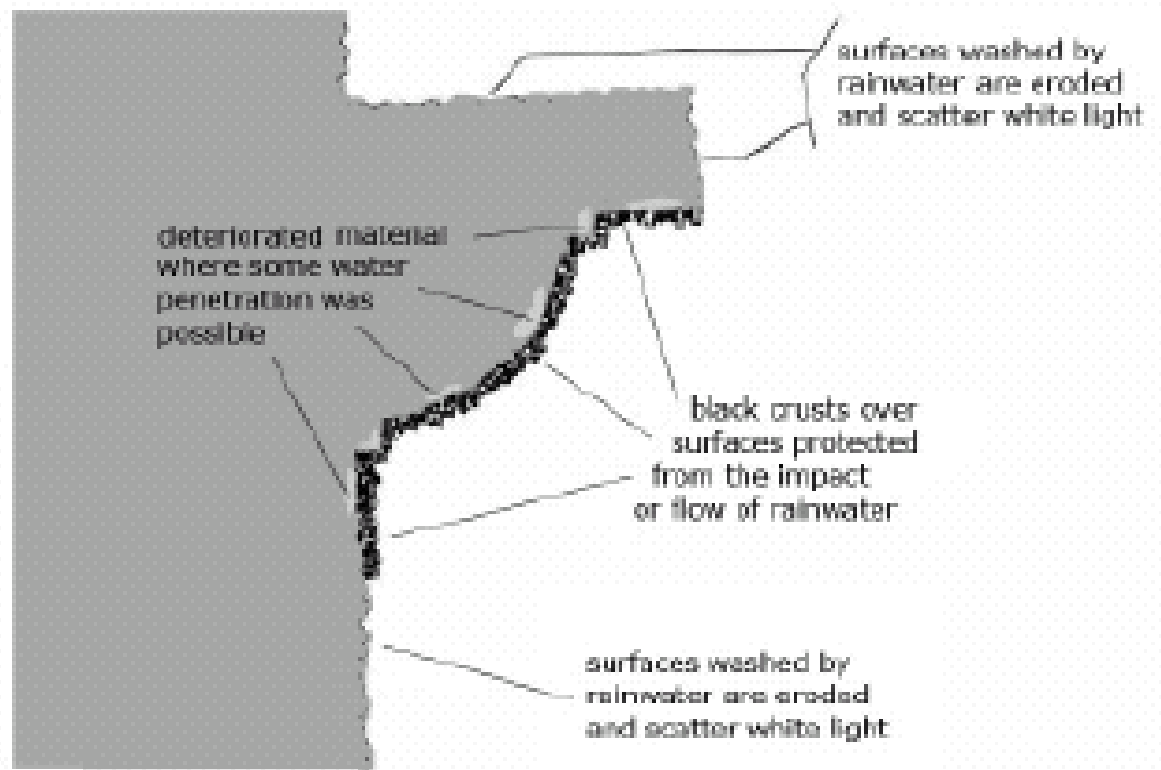 surfaces washed by
rainwater are eroded
and scatter white light
deteriorated material
where some water
penetration was
possible
black crusts over
surfaces protected
from the impact
or flow of rainwater
surfaces washed by
rainwater are eroded
and scatter white light